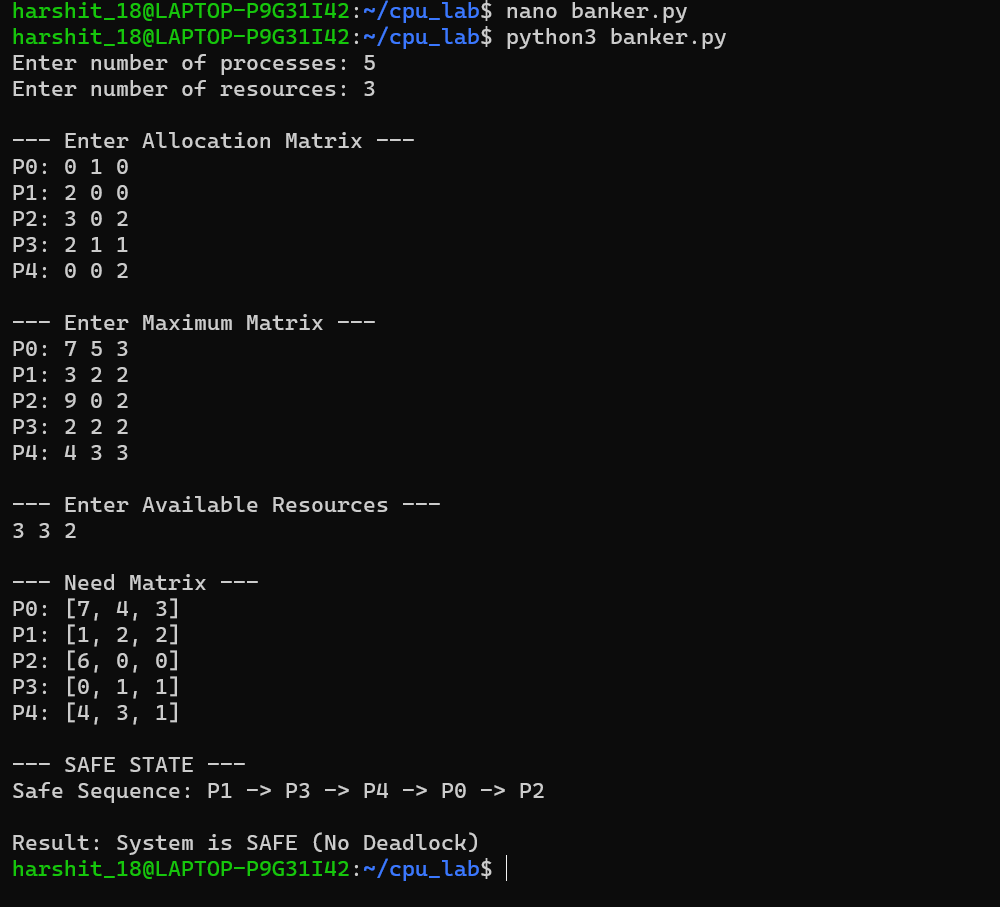 harshit_18@LAPTOP-P9G31I42:~/cpu_lab$ nano banker.py
harshit_18@LAPTOP-P9G31I42:~/cpu_lab$ python3 banker.py
Enter number of processes: 5
Enter number of resources: 3
--- Enter Allocation Matrix ---
P0: 0 1 0
P1: 2 0 0
P2: 3 0 2
P3: 2 1 1
P4: 0 0 2
--- Enter Maximum Matrix ---
P0: 7 5 3
P1: 3 2 2
P2: 9 0 2
P3: 2 2 2
P4: 4 3 3
--- Enter Available Resources ---
3 3 2
--- Need Matrix ---
P0: [7, 4, 3]
P1: [1, 2, 2]
P2: [6, 0, 0]
P3: [0, 1, 1]
P4: [4, 3, 1]
--- SAFE STATE ---
Safe Sequence: P1 -> P3 -> P4 -> P0 -> P2
Result: System is SAFE (No Deadlock)
harshit_18@LAPTOP-P9G31I42:~/cpu_lab$